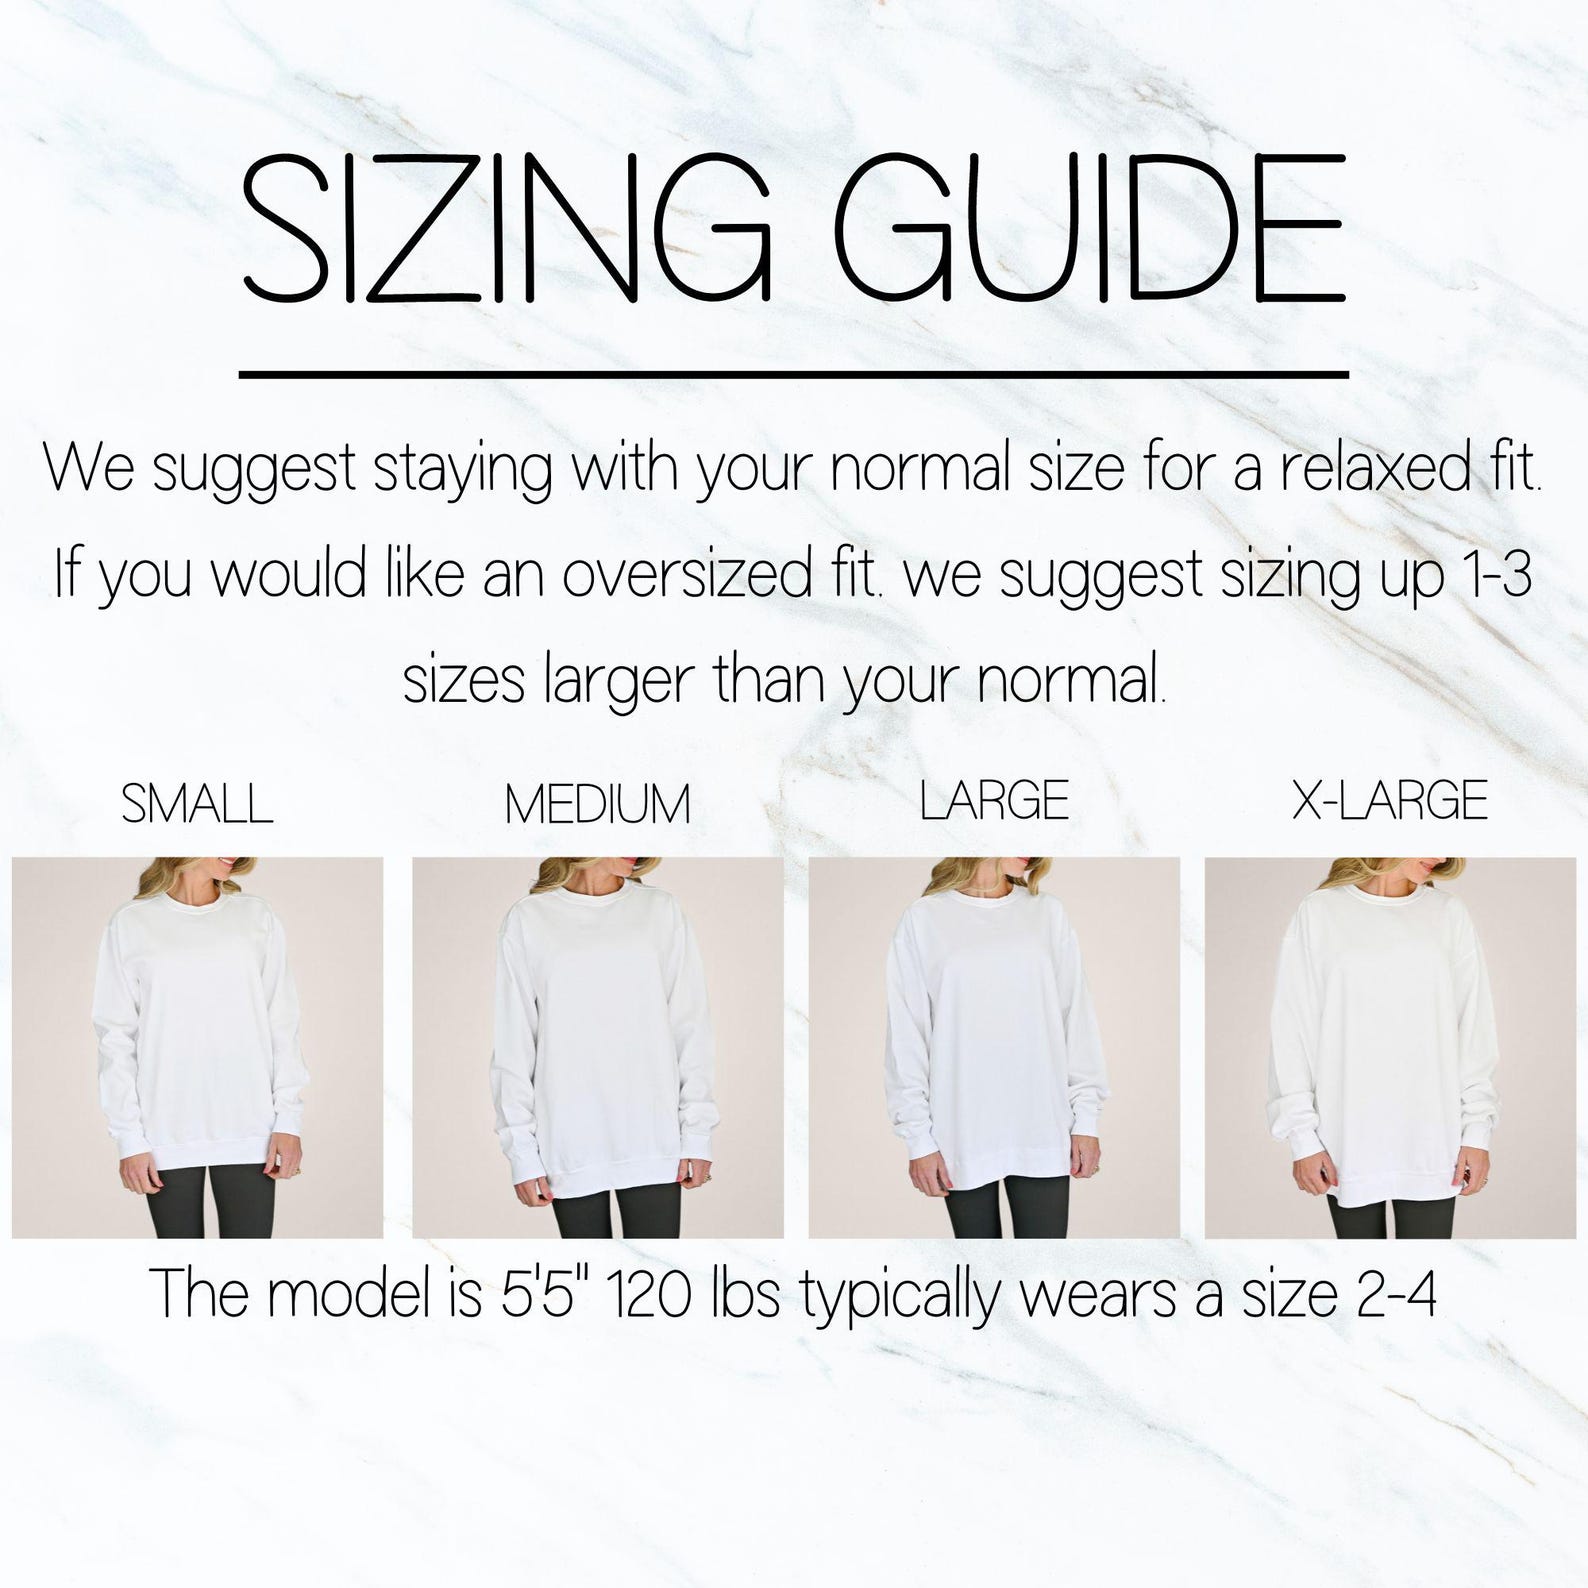 SIZING GUIDE
We suggest staying with your normal size for a relaxed fit.
If you would like an oversized fit. we suggest sizing up 1-3
sizes larger than your normal.
SMALL MEDIUM LARGE X-LARGE
The model is 5'5" 120 lbs typically wears a size 2-4